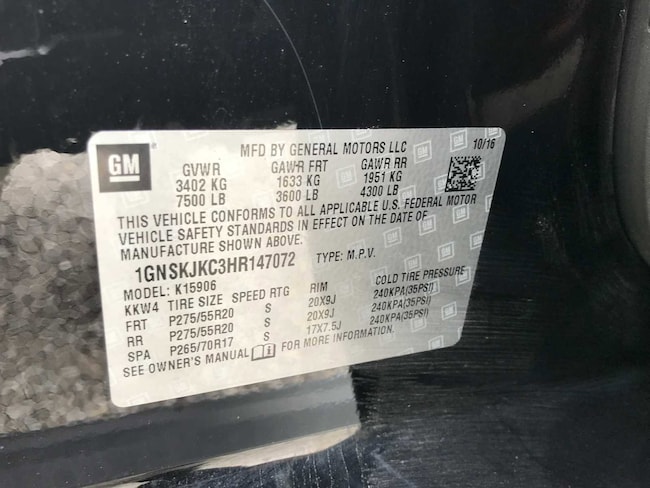 MFD BY GENERAL MOTORS LLC 10/16
GM
GVWR GAWR FRT GAWR RR
3402 KG 1633 KG 1951 KG
7500 LB 3600 LB 4300 LB
THIS VEHICLE CONFORMS TO ALL APPLICABLE U.S. FEDERAL MOTOR
VEHICLE SAFETY STANDARDS IN EFFECT ON THE DATE OF
MANUFACTURE SHOWN ABOVE.
1GNSKJKC3HR147072 TYPE: M.P.V.
MODEL: K15906
KKW4 TIRE SIZE SPEED RTG RIM COLD TIRE PRESSURE
FRT P275/55R20 S 20X9J 240KPA(35PSI)
RR P275/55R20 S 20X9J 240KPA(35PSI)
SPA P265/70R17 S 17X7.5J 240KPA(35PSI)
SEE OWNER'S MANUAL FOR MORE INFORMATION.